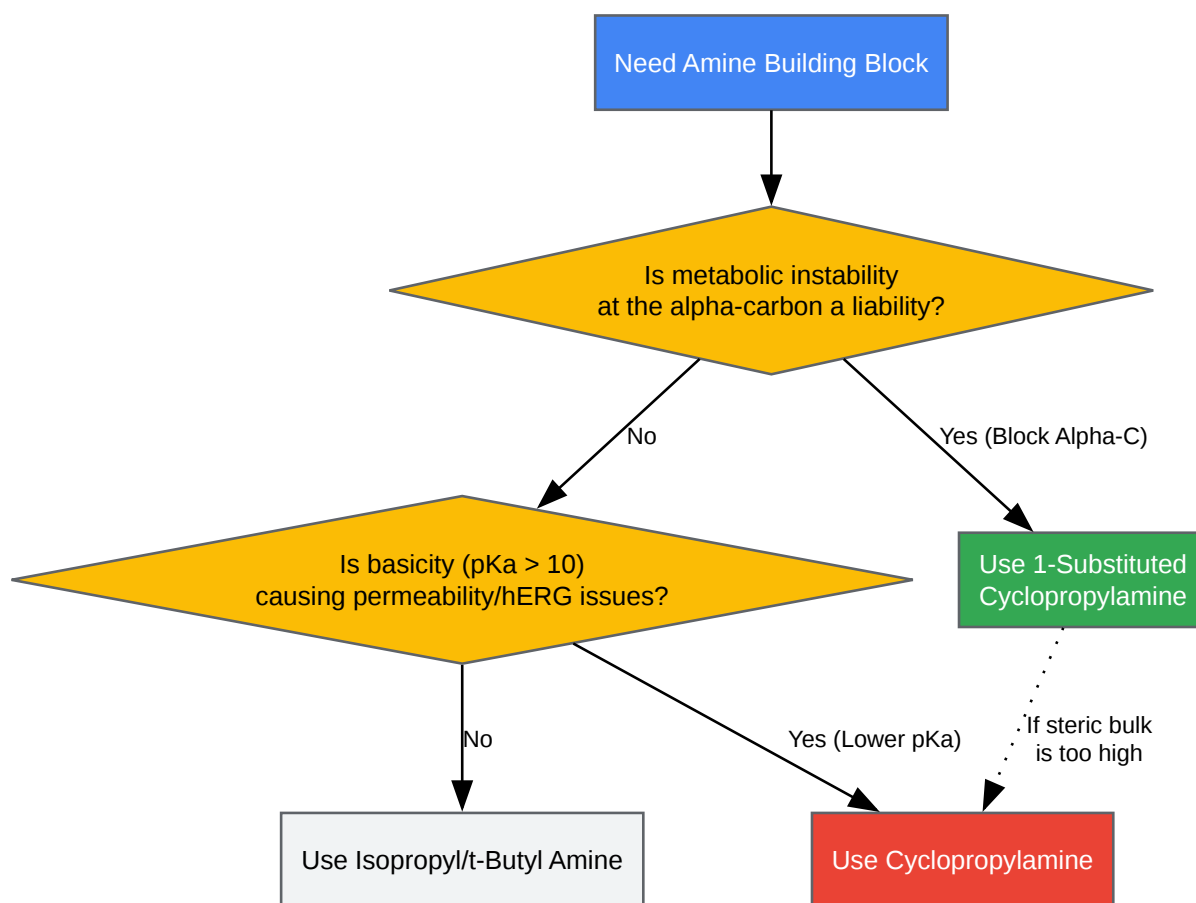 Need Amine Building Block
Is metabolic instability
at the alpha-carbon a liability?
No
Yes (Block Alpha-C)
Is basicity (pKa > 10)
causing permeability/hERG issues?
Use 1-Substituted
Cyclopropylamine
No
Yes (Lower pKa)
If steric bulk
is too high
Use Isopropyl/t-Butyl Amine
Use Cyclopropylamine